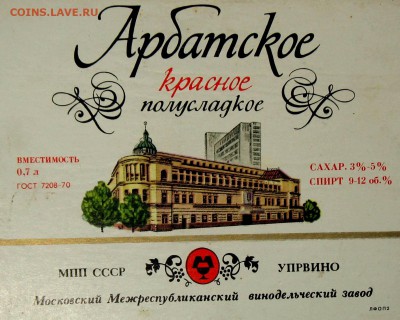 COINS.LAVE.RU
Арбатское
красное
полусладкое
ВМЕСТИМОСТЬ
0,7 л
ГОСТ 7208-70
САХАР. 3%-5%
СПИРТ 9-12 об.%
МПП СССР
УПРВИНО
Московский Межреспубликанский винодельческий завод